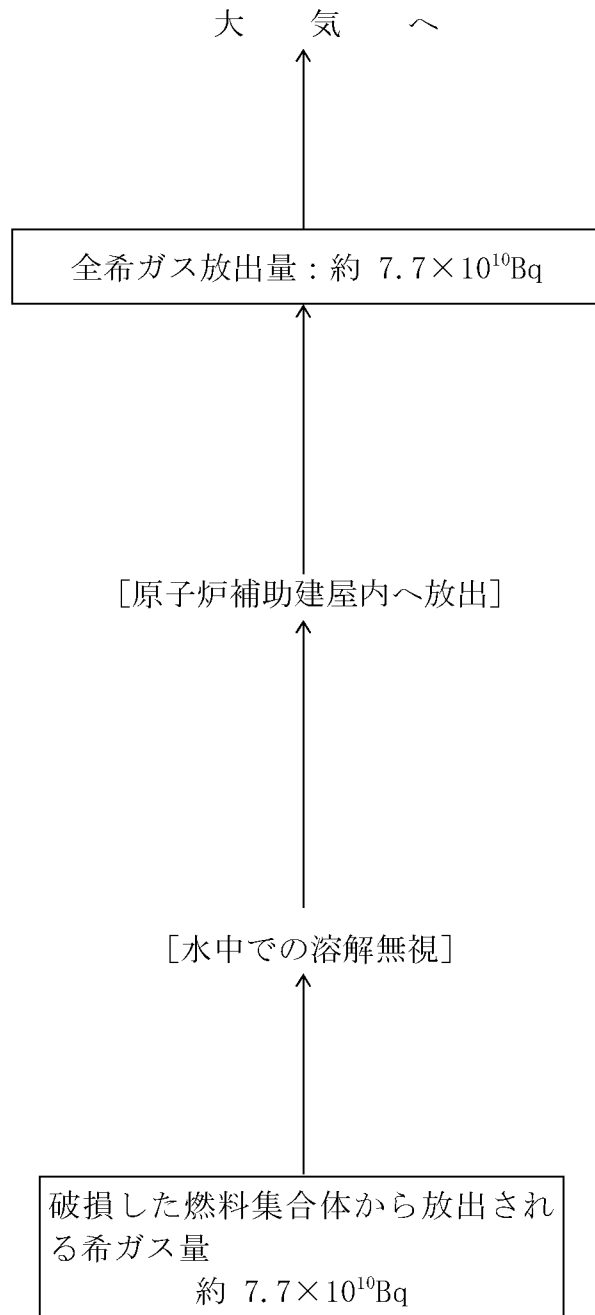 大気へ
全希ガス放出量：約 7.7×10¹⁰Bq
［原子炉補助建屋内へ放出］
［水中での溶解無視］
破損した燃料集合体から放出され
る希ガス量
約 7.7×10¹⁰Bq